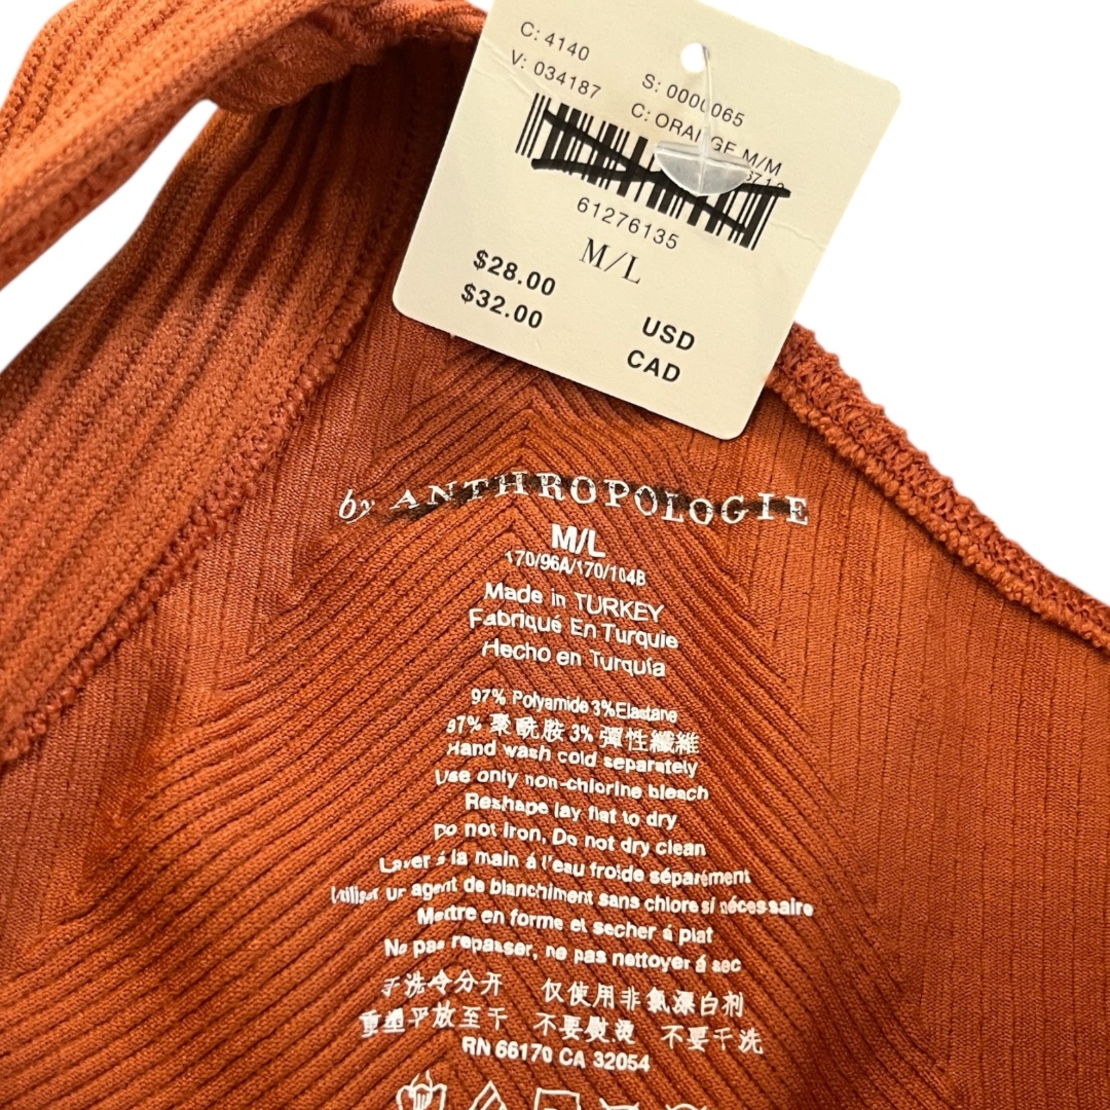 C: 4140
V: 034187
S: 0000065
C: ORANGE M/M
61276135
M/L
$28.00 USD
$32.00 CAD
by ANTHROPOLOGIE
M/L
170/96A/170/104B
Made in TURKEY
Fabriqué En Turquie
Hecho en Turquía
97% Polyamide 3%Elastane
97% 聚酰胺 3% 彈性纖維
Hand wash cold separately
Use only non-chlorine bleach
Reshape lay flat to dry
Do not Iron, Do not dry clean
Laver à la main á l'eau froide séparément
Utiliser un agent de blanchiment sans chlore si nécessaire
Mettre en forme et secher á plat
No pas repasser, ne pas nettoyer á sec
手洗冷分开 仅使用非氯漂白剂
重塑平放至干 不要熨烫 不要干洗
RN 66170 CA 32054